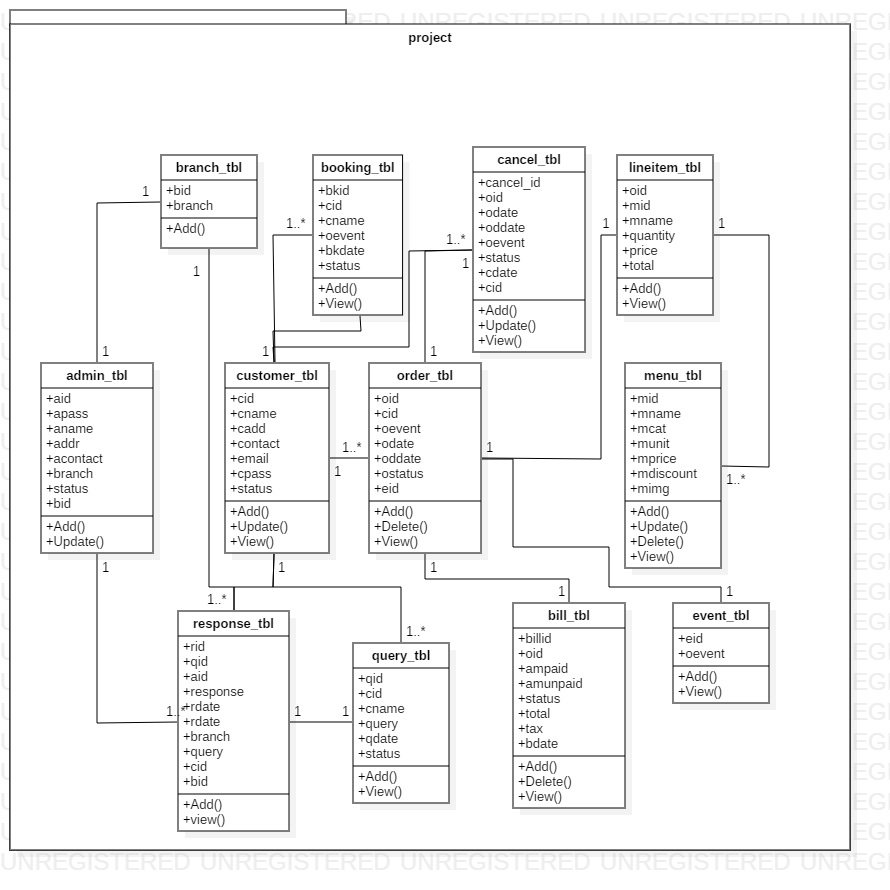 project
branch_tbl
+bid
+branch
+Add()
booking_tbl
+bkid
+cid
+cname
+oevent
+bkdate
+status
+Add()
+View()
cancel_tbl
+cancel_id
+oid
+odate
+oddate
+oevent
+status
+cdate
+cid
+Add()
+Update()
+View()
lineitem_tbl
+oid
+mid
+mname
+quantity
+price
+total
+Add()
+View()
1
1
1
1..*
1..*
1
1
1
1
1
admin_tbl
+aid
+apass
+aname
+addr
+acontact
+branch
+status
+bid
+Add()
+Update()
customer_tbl
+cid
+cname
+cadd
+contact
+email
+cpass
+status
+Add()
+Update()
+View()
order_tbl
+oid
+cid
+oevent
+odate
+oddate
+ostatus
+eid
+Add()
+Delete()
+View()
menu_tbl
+mid
+mname
+mcat
+munit
+mprice
+mdiscount
+mimg
+Add()
+Update()
+Delete()
+View()
1..*
1
1
1..*
1
1
1
1
1
1..*
1..*
1..*
1
1
response_tbl
+rid
+qid
+aid
+response
+rdate
+rdate
+branch
+query
+cid
+bid
+Add()
+view()
query_tbl
+qid
+cid
+cname
+query
+qdate
+status
+Add()
+View()
bill_tbl
+billid
+oid
+ampaid
+amunpaid
+status
+total
+tax
+bdate
+Add()
+Delete()
+View()
event_tbl
+eid
+oevent
+Add()
+View()
UNREGISTERED UNREGISTERED UNREGISTERED UNREGISTERED UNREG